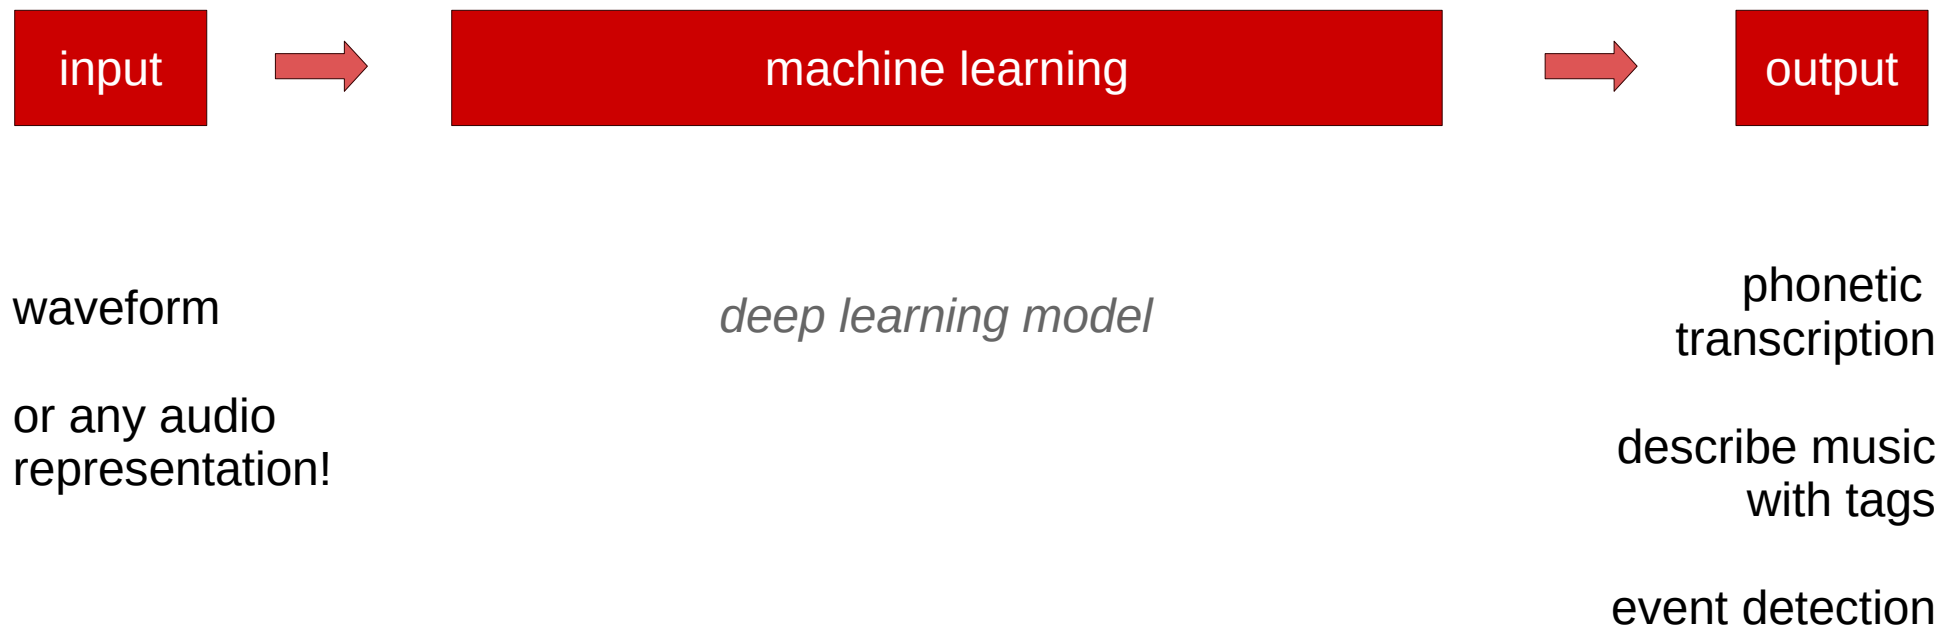 input
machine learning
output
waveform
or any audio
representation!
deep learning model
phonetic
transcription
describe music
with tags
event detection